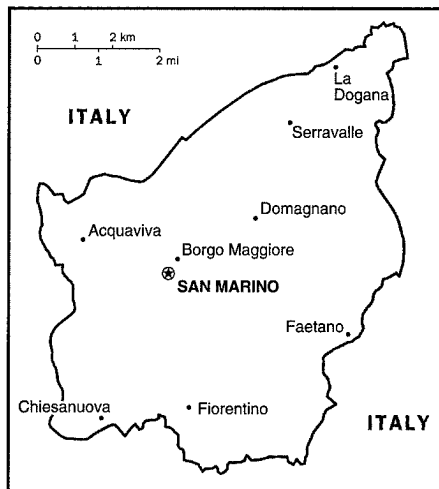 0 1 2 km
0 1 2 mi
ITALY
La
Dogana
Serravalle
Domagnano
Acquaviva
Borgo Maggiore
SAN MARINO
Faetano
Chiesanuova
Fiorentino
ITALY